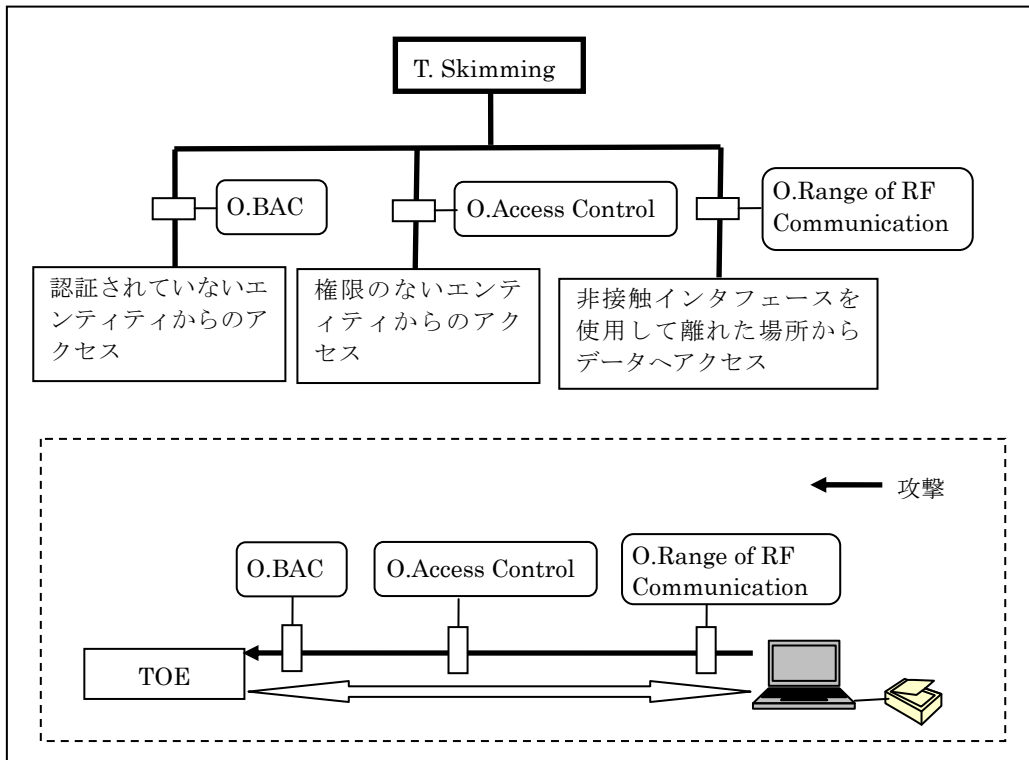 T. Skimming
O.BAC
O.Access Control
O.Range of RF
Communication
認証されていないエ
ンティティからのア
クセス
権限のないエンテ
ィティからのアク
セス
非接触インタフェースを
使用して離れた場所から
データへアクセス
攻撃
O.BAC
O.Access Control
O.Range of RF
Communication
TOE